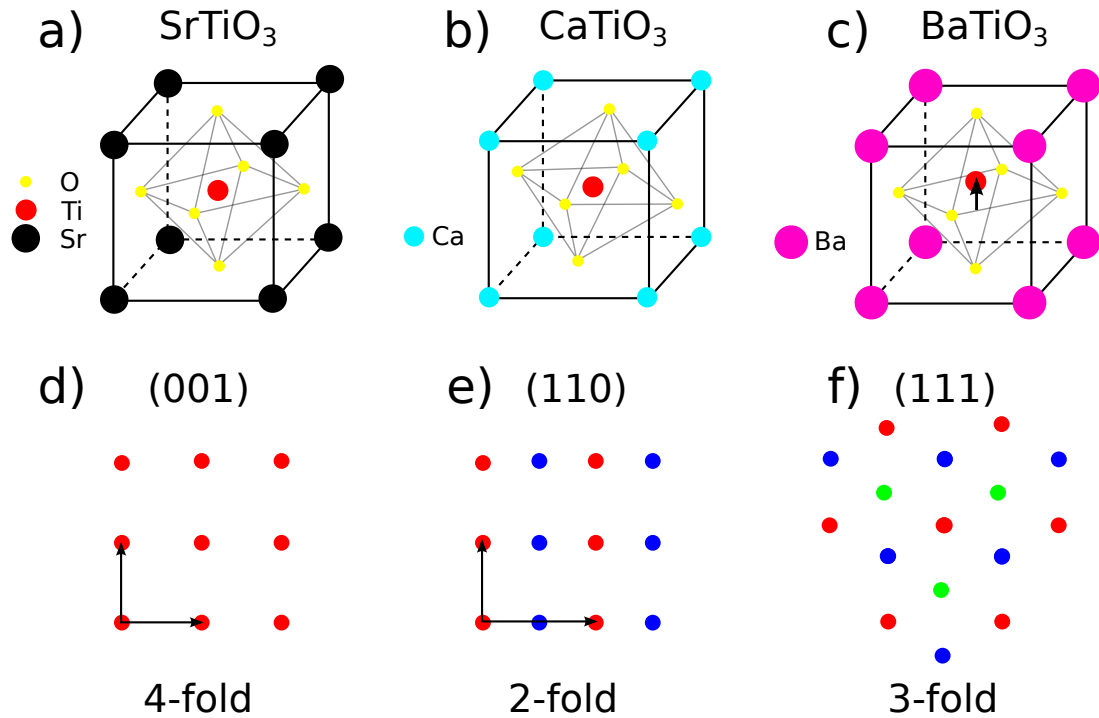 a) SrTiO₃
b) CaTiO₃
c) BaTiO₃
O
Ti
Sr
Ca
Ba
d) (001)
e) (110)
f) (111)
4-fold
2-fold
3-fold